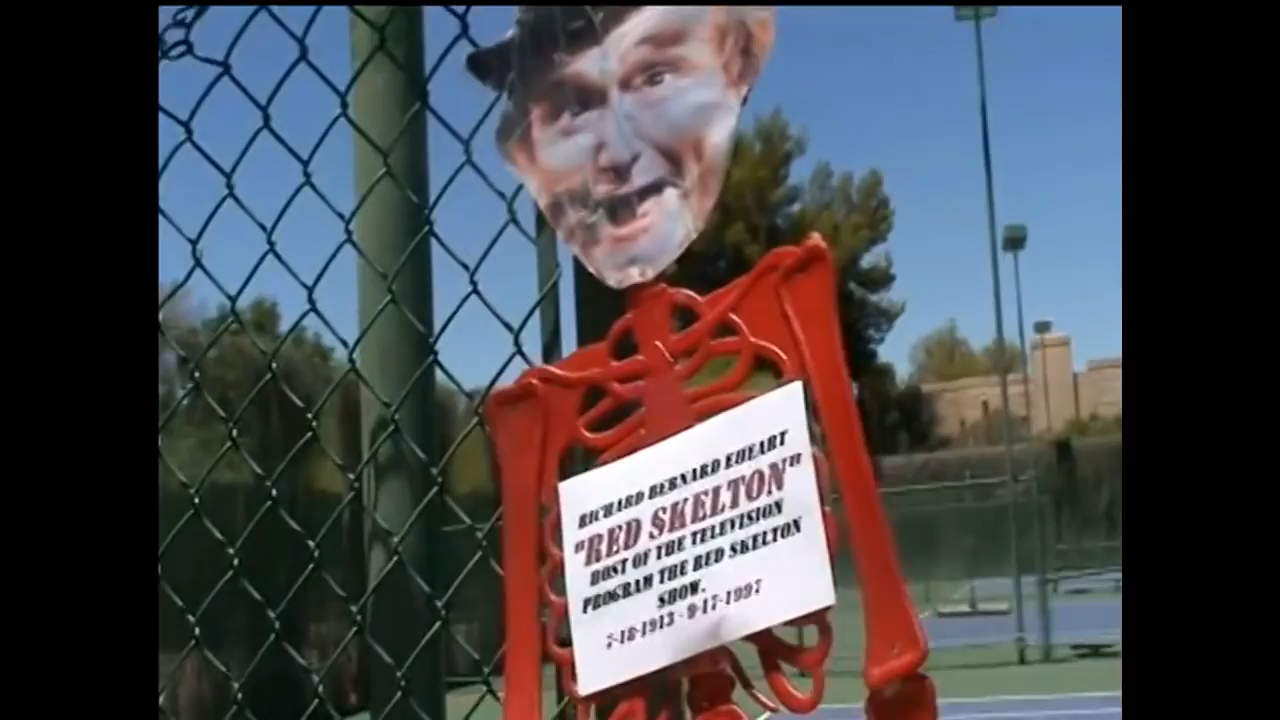 RICHARD BERNARD EHEART
"RED SKELTON"
HOST OF THE TELEVISION
PROGRAM THE RED SKELTON
SHOW.
7-18-1913 - 9-17-1997